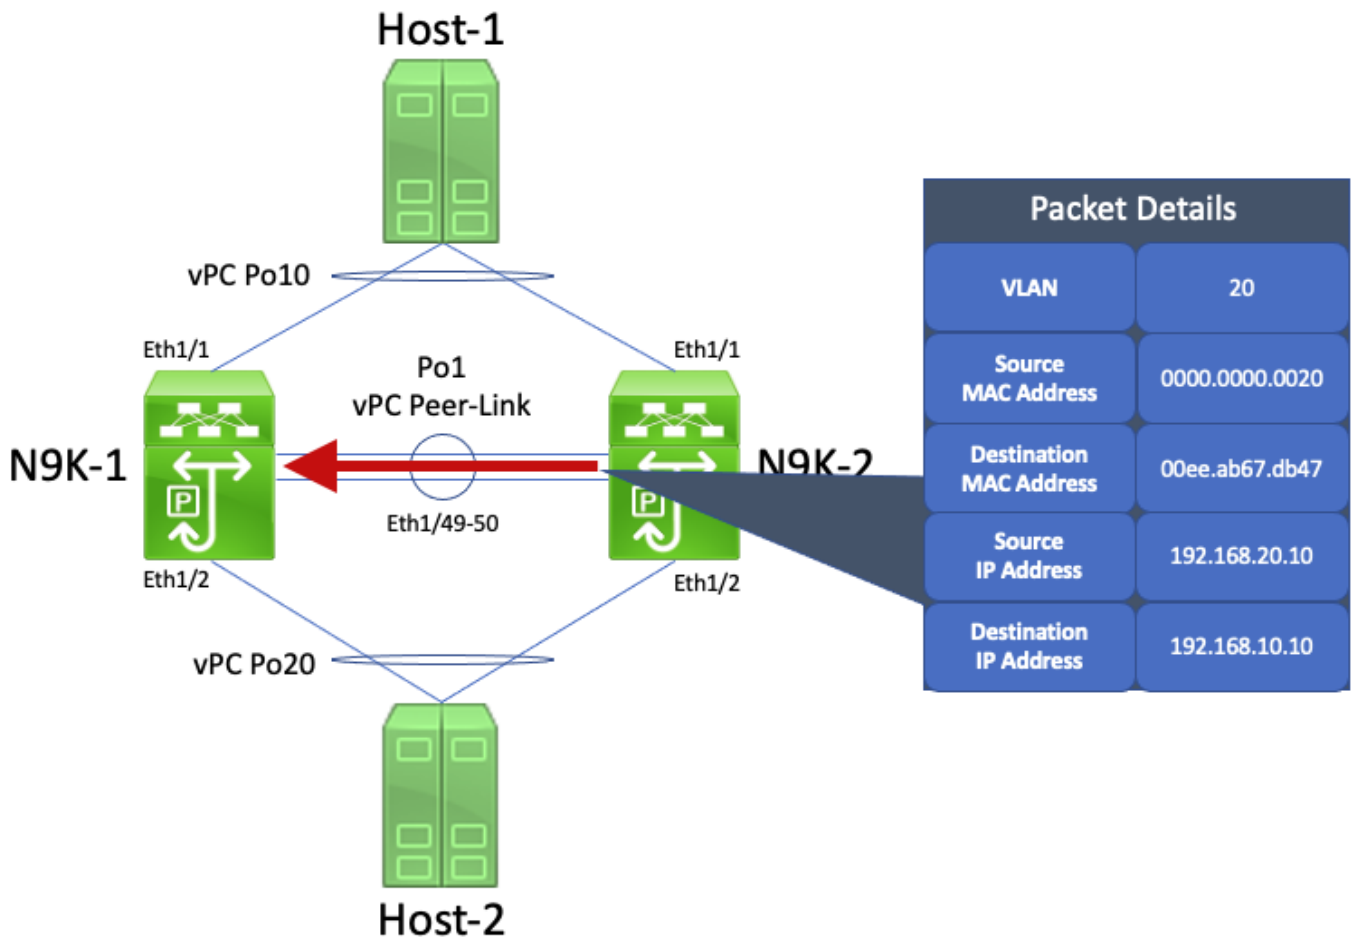 Host-1
vPC Po10
Eth1/1
Eth1/1
Po1
vPC Peer-Link
N9K-1
N9K-2
P
P
Eth1/49-50
Eth1/2
Eth1/2
vPC Po20
Host-2
Packet Details
VLAN
20
Source
MAC Address
0000.0000.0020
Destination
MAC Address
00ee.ab67.db47
Source
IP Address
192.168.20.10
Destination
IP Address
192.168.10.10